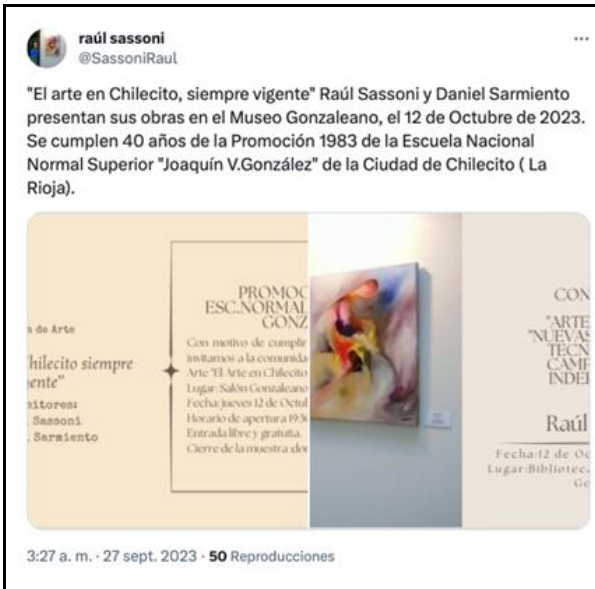 raúl sassoni
@SassoniRaul
"El arte en Chilecito, siempre vigente" Raúl Sassoni y Daniel Sarmiento
presentan sus obras en el Museo Gonzaleano, el 12 de Octubre de 2023.
Se cumplen 40 años de la Promoción 1983 de la Escuela Nacional
Normal Superior "Joaquín V.González" de la Ciudad de Chilecito ( La
Rioja).
de Arte
hilecito siempre
ente"
sitores:
Sassoni
Sarmiento
PROMOC
ESC.NORMAL
GONZ
Con motivo de cumplir
invitamos a la comunida
Arte "El Arte en Chilecito
Lugar: Salón Gonzaleano
Fecha: jueves 12 de Octul
Horario de apertura 19:3
Entrada libre y gratuita.
Cierre de la muestra: do
CON
"ARTE
"NUEVAS
TECN
CAMP
INDEP
Raúl
Fecha:12 de Oc
Lugar:Bibliotec
Go
3:27 a. m. · 27 sept. 2023 · 50 Reproducciones